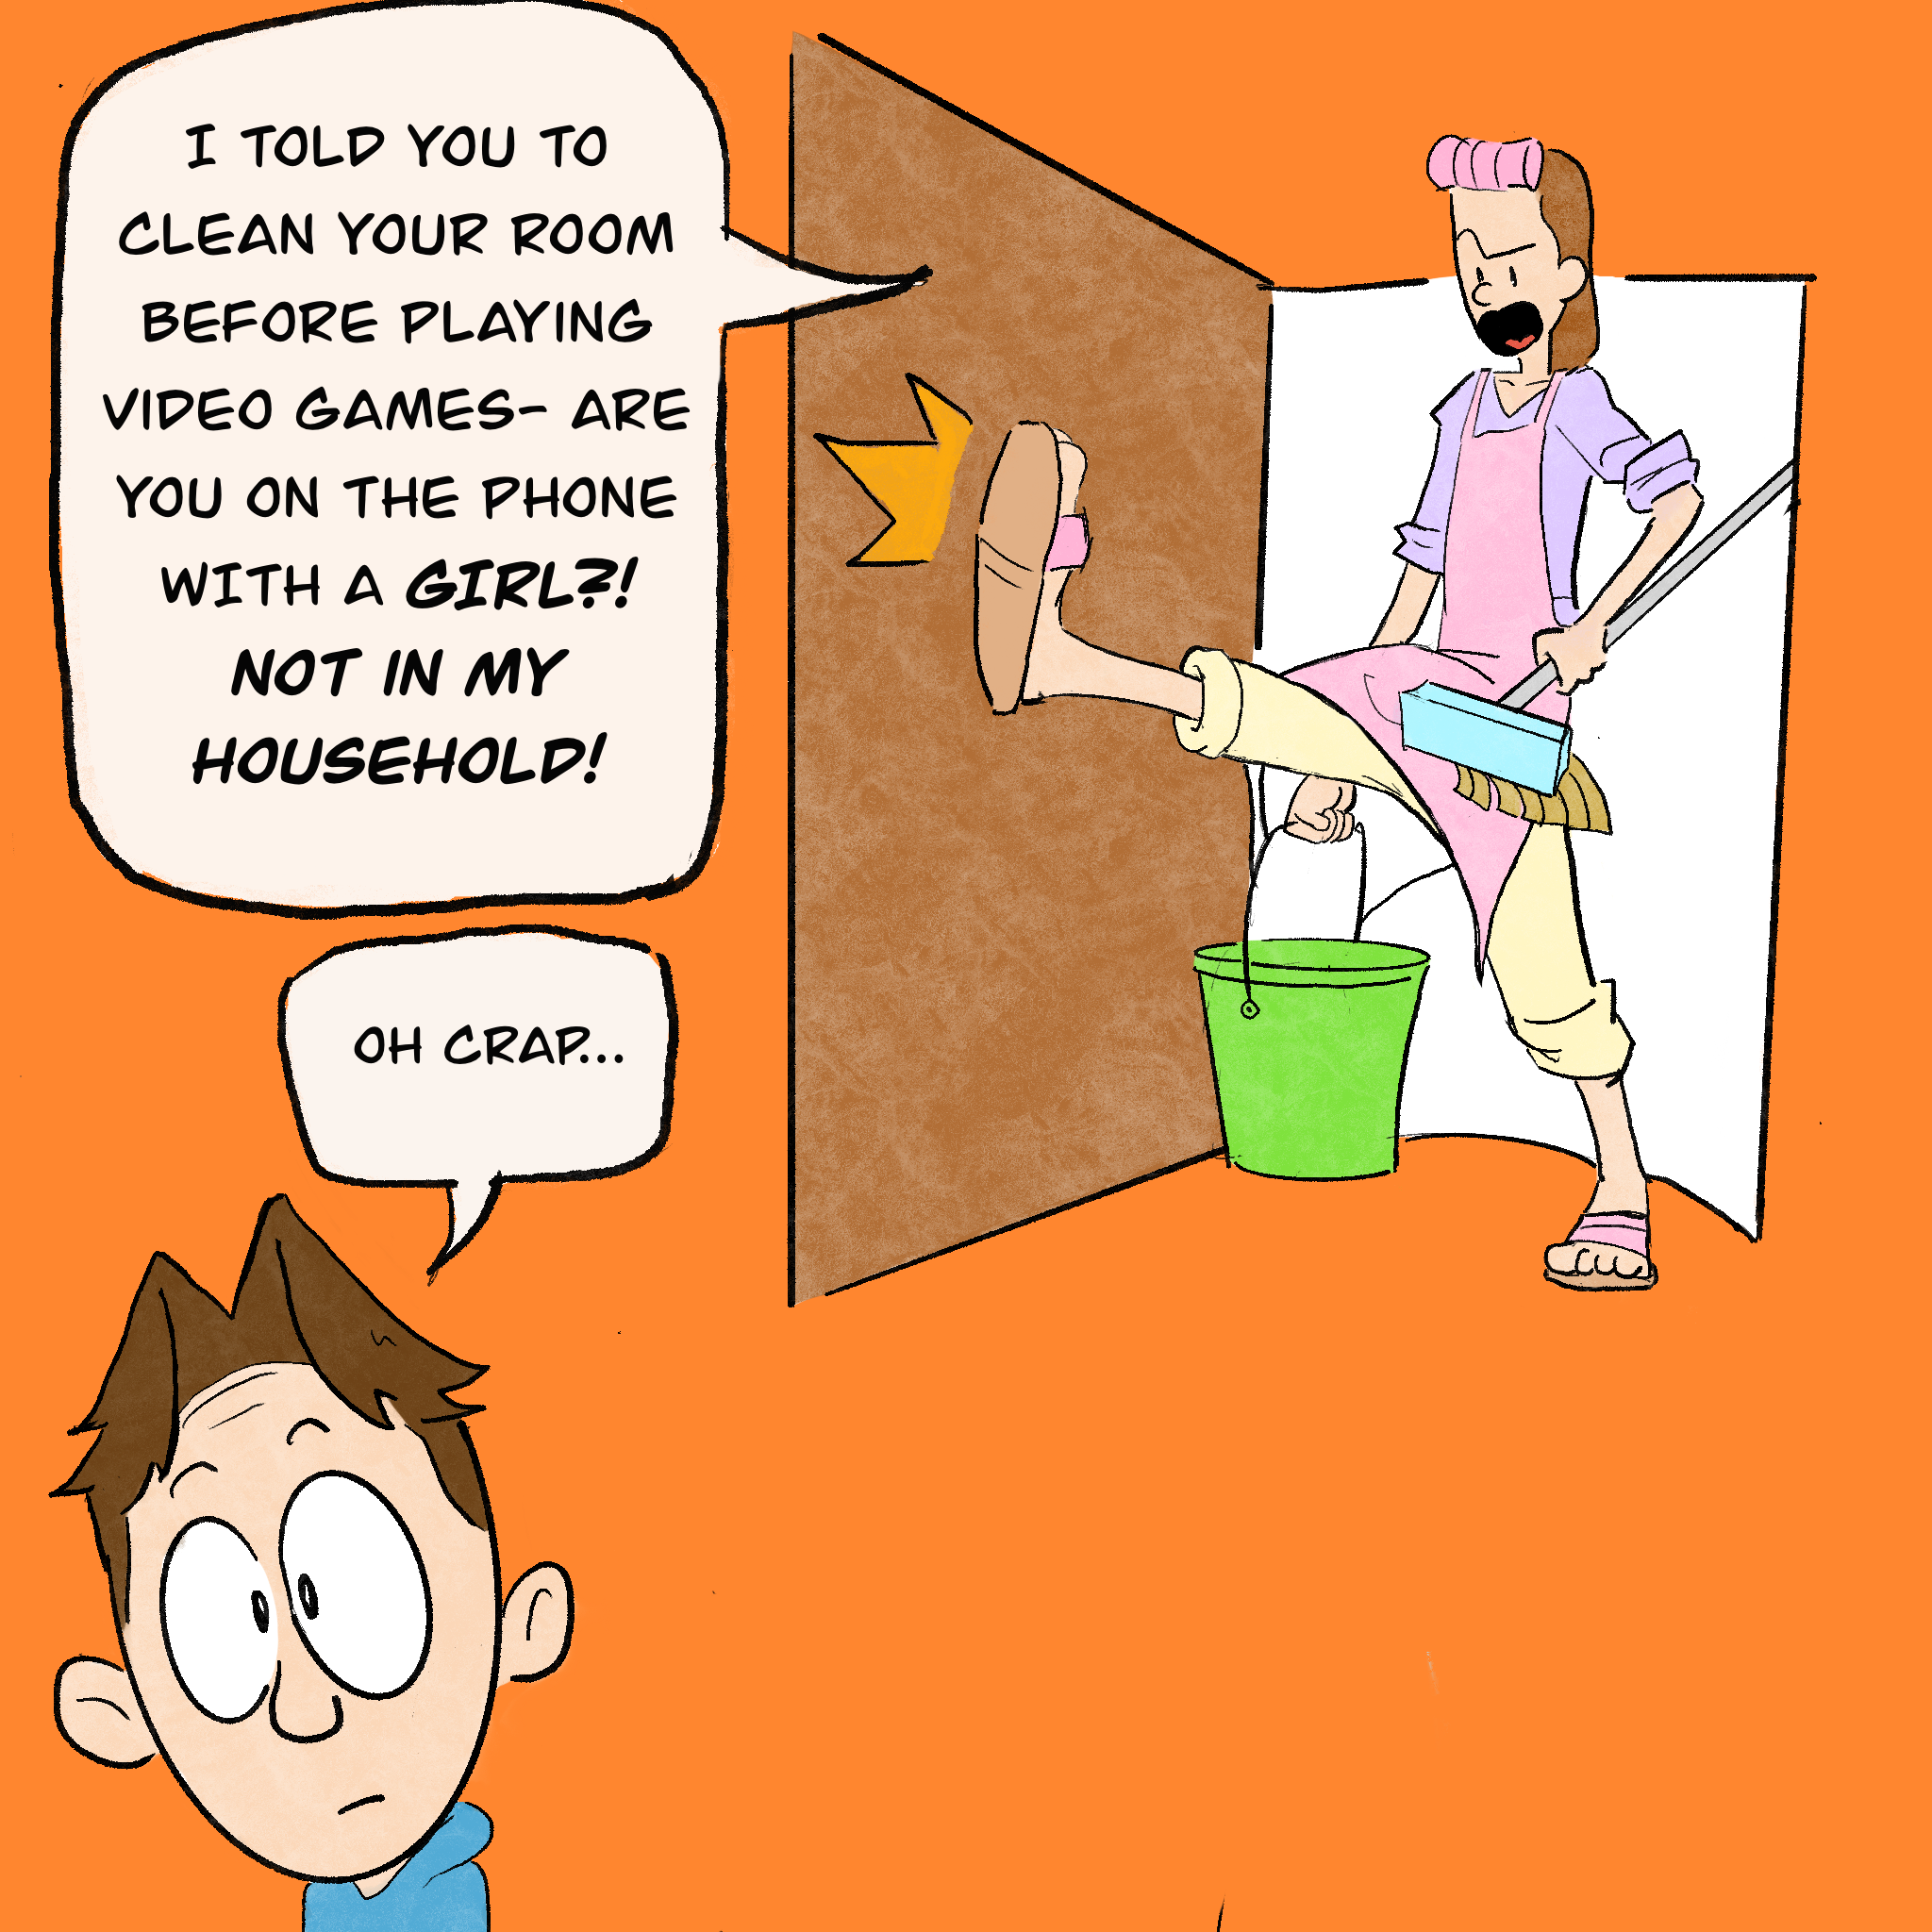 I TOLD YOU TO
CLEAN YOUR ROOM
BEFORE PLAYING
VIDEO GAMES- ARE
YOU ON THE PHONE
WITH A GIRL?!
NOT IN MY
HOUSEHOLD!
OH CRAP...